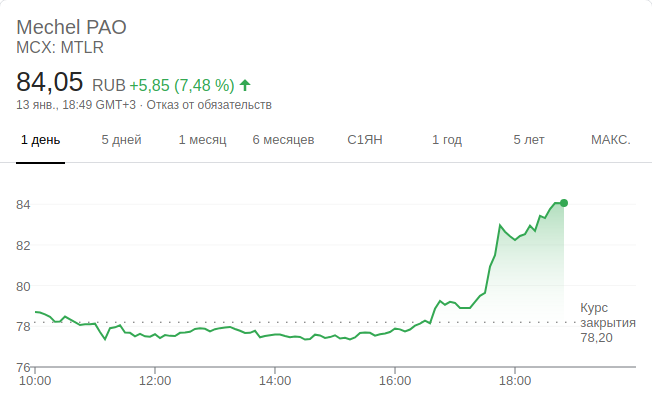 Mechel PAO
MCX: MTLR
84,05 RUB +5,85 (7,48 %) ↑
13 янв., 18:49 GMT+3 · Отказ от обязательств
1 день 5 дней 1 месяц 6 месяцев С1ЯН 1 год 5 лет МАКС.
84
82
80
78
76
Курс
закрытия
78,20
10:00 12:00 14:00 16:00 18:00